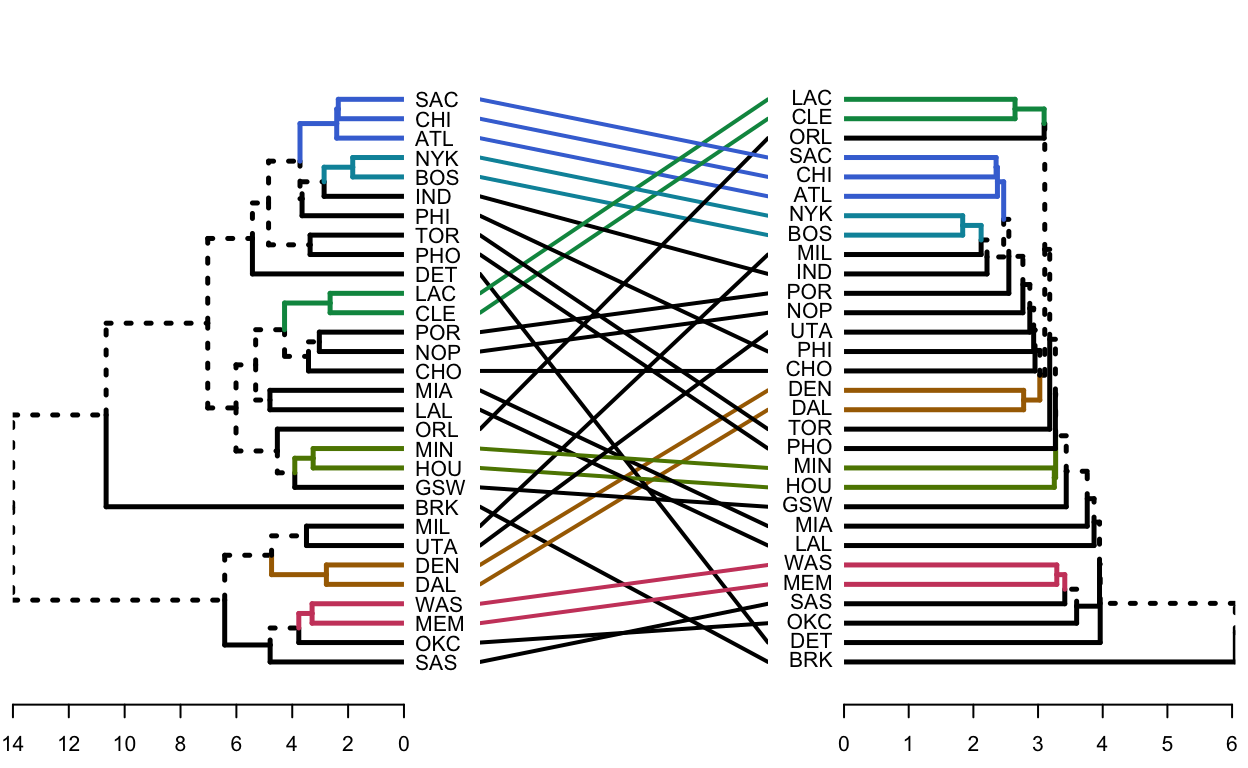 SAC LAC
CHI CLE
ATL ORL
NYK SAC
BOS CHI
IND ATL
PHI NYK
TOR BOS
PHO MIL
DET IND
LAC POR
CLE NOP
POR UTA
NOP PHI
CHO CHO
MIA DEN
LAL DAL
ORL TOR
MIN PHO
HOU MIN
GSW HOU
BRK GSW
MIL MIA
UTA LAL
DEN WAS
DAL MEM
WAS SAS
MEM OKC
OKC DET
SAS BRK
14 12 10 8 6 4 2 0 0 1 2 3 4 5 6